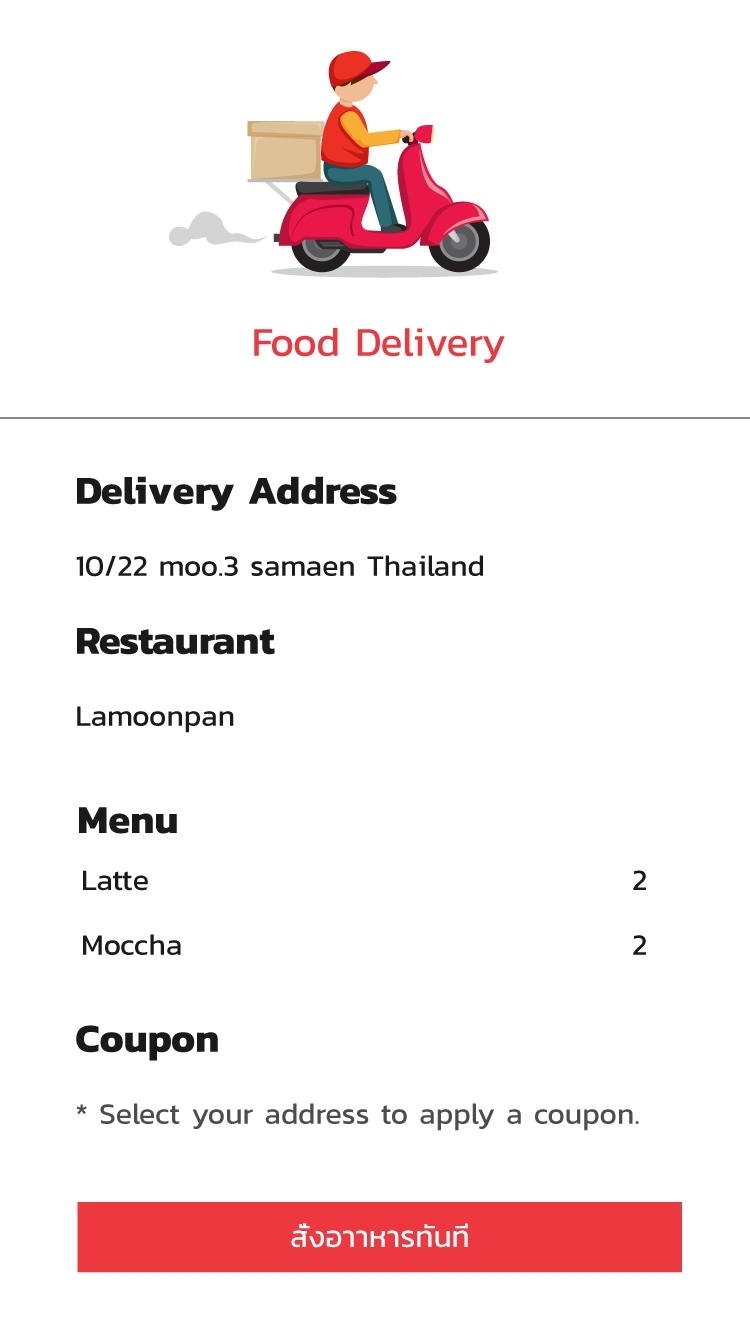 Food Delivery
Delivery Address
10/22 moo.3 samaen Thailand
Restaurant
Lamoonpan
Menu
Latte 2
Moccha 2
Coupon
* Select your address to apply a coupon.
สั่งอาาหารทันที